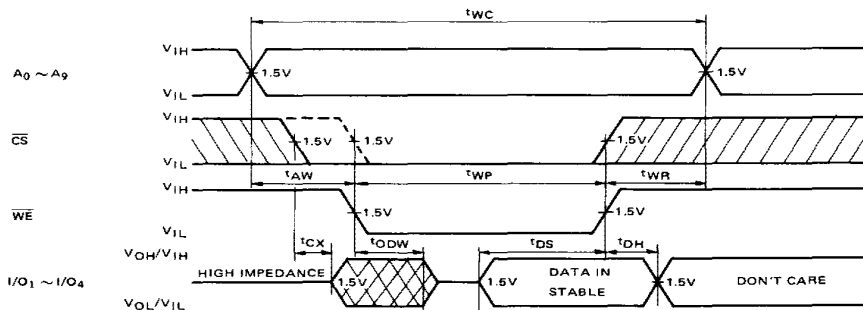 tWC
VIH
A0 ~ A9
1.5V
1.5V
VIL
VIH
CS
1.5V
1.5V
1.5V
VIL
tAW
tWP
tWR
VIH
WE
1.5V
1.5V
VIL
tCX
tODW
tDS
tDH
VOH/VIH
HIGH IMPEDANCE
DATA IN
STABLE
DON'T CARE
I/O1 ~ I/O4
1.5V
1.5V
1.5V
VOL/VIL